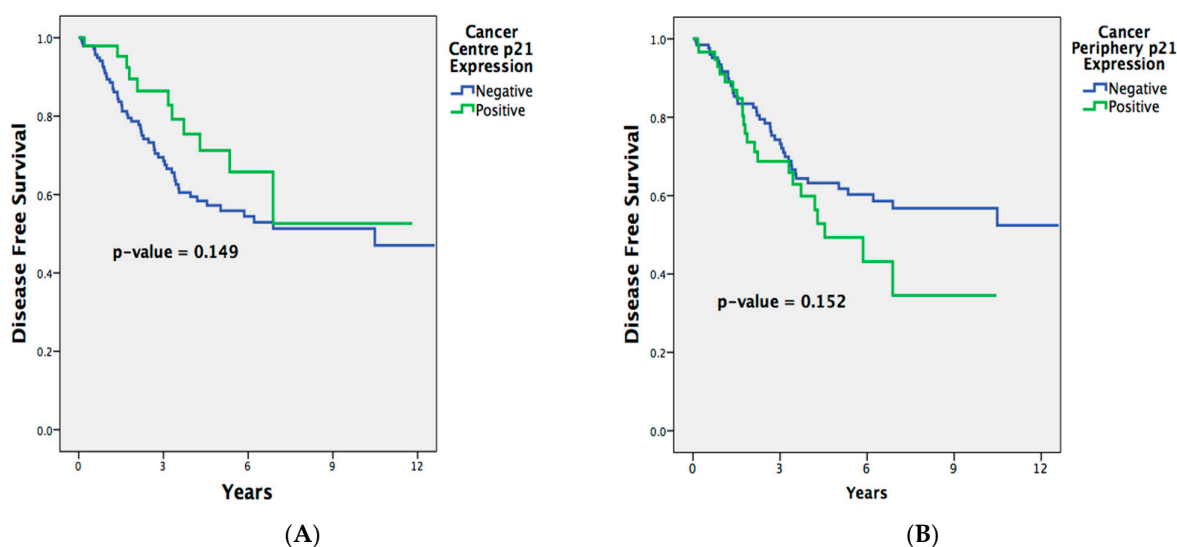 Cancer
Centre p21
Expression
Negative
Positive
Disease Free Survival
1.0
0.8
0.6
0.4
0.2
0.0
p-value = 0.149
0 3 6 9 12
Years
(A)
Cancer
Periphery p21
Expression
Negative
Positive
Disease Free Survival
1.0
0.8
0.6
0.4
0.2
0.0
p-value = 0.152
0 3 6 9 12
Years
(B)